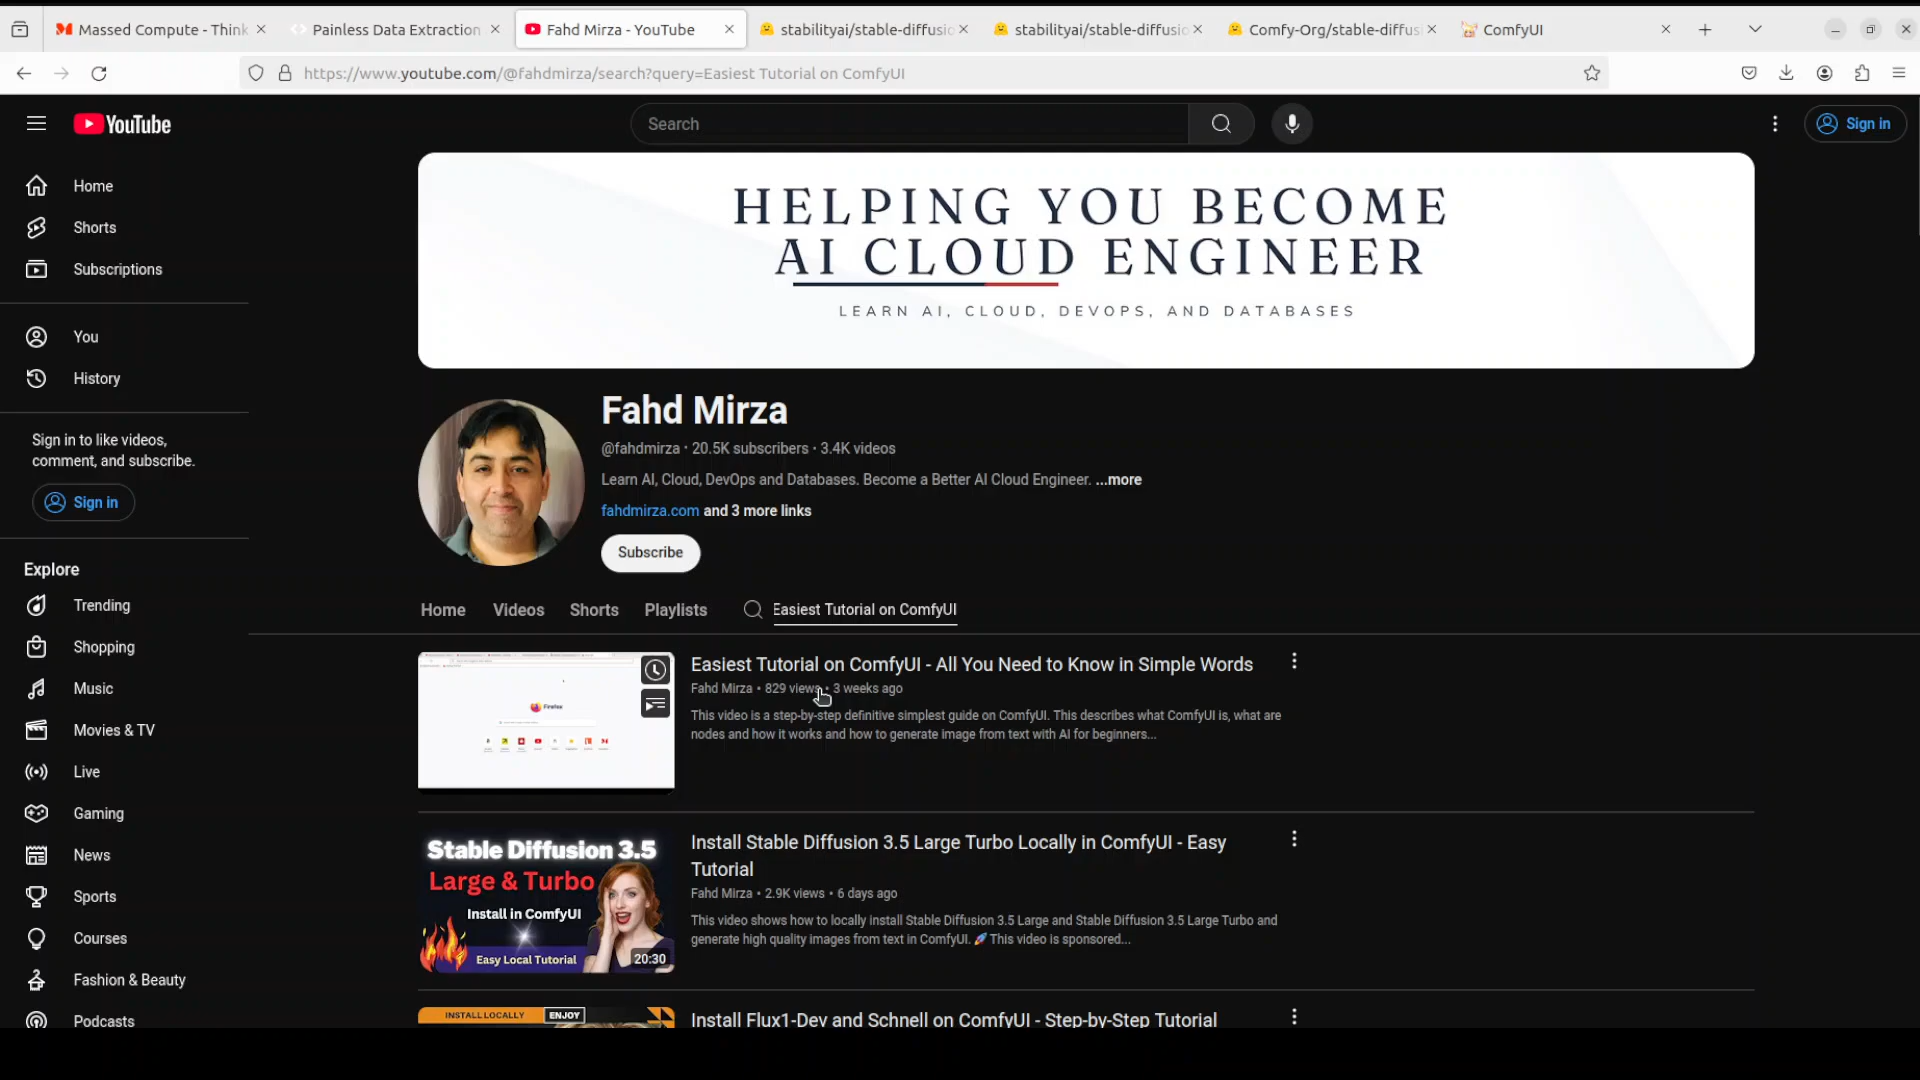 Massed Compute - Think
Painless Data Extraction
Fahd Mirza - YouTube
stabilityai/stable-diffusio
stabilityai/stable-diffusio
Comfy-Org/stable-diffus
ComfyUI
https://www.youtube.com/@fahdmirza/search?query=Easiest Tutorial on ComfyUI
YouTube
Search
Sign in
Home
Shorts
Subscriptions
You
History
Sign in to like videos,
comment, and subscribe.
Sign in
Explore
Trending
Shopping
Music
Movies & TV
Live
Gaming
News
Sports
Courses
Fashion & Beauty
Podcasts
HELPING YOU BECOME
AI CLOUD ENGINEER
LEARN AI, CLOUD, DEVOPS, AND DATABASES
Fahd Mirza
@fahdmirza • 20.5K subscribers • 3.4K videos
Learn AI, Cloud, DevOps and Databases. Become a Better AI Cloud Engineer. ...more
fahdmirza.com and 3 more links
Subscribe
Home Videos Shorts Playlists Easiest Tutorial on ComfyUI
Firefox
Easiest Tutorial on ComfyUI - All You Need to Know in Simple Words
Fahd Mirza • 829 views • 3 weeks ago
This video is a step-by-step definitive simplest guide on ComfyUI. This describes what ComfyUI is, what are
nodes and how it works and how to generate image from text with AI for beginners...
Stable Diffusion 3.5
Large & Turbo
Install in ComfyUI
Easy Local Tutorial
20:30
Install Stable Diffusion 3.5 Large Turbo Locally in ComfyUI - Easy
Tutorial
Fahd Mirza • 2.9K views • 6 days ago
This video shows how to locally install Stable Diffusion 3.5 Large and Stable Diffusion 3.5 Large Turbo and
generate high quality images from text in ComfyUI. 🚀 This video is sponsored...
INSTALL LOCALLY ENJOY
Install Flux1-Dev and Schnell on ComfyUI - Step-by-Step Tutorial